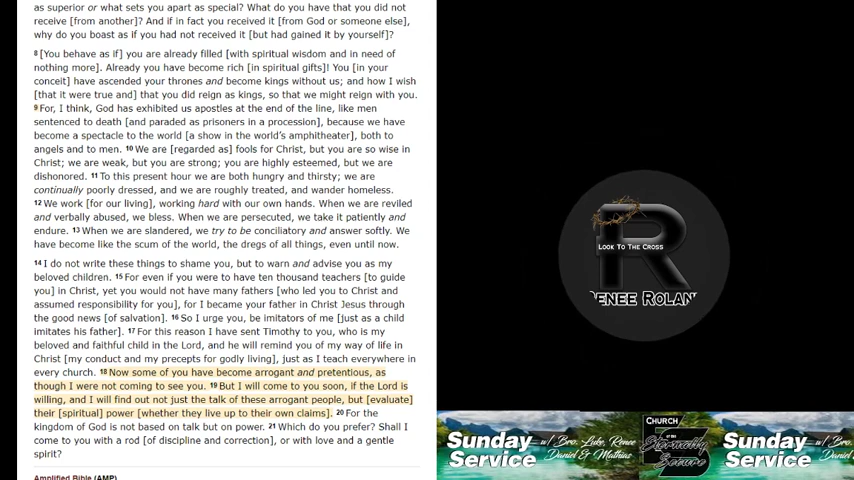 as superior or what sets you apart as special? What do you have that you did not
receive [from another]? And if in fact you received it [from God or someone else],
why do you boast as if you had not received it [but had gained it by yourself]?
8 [You behave as if] you are already filled [with spiritual wisdom and in need of
nothing more]. Already you have become rich [in spiritual gifts]! You [in your
conceit] have ascended your thrones and become kings without us; and how I wish
[that it were true and] that you did reign as kings, so that we might reign with you.
9 For, I think, God has exhibited us apostles at the end of the line, like men
sentenced to death [and paraded as prisoners in a procession], because we have
become a spectacle to the world [a show in the world's amphitheater], both to
angels and to men. 10 We are [regarded as] fools for Christ, but you are so wise in
Christ; we are weak, but you are strong; you are highly esteemed, but we are
dishonored. 11 To this present hour we are both hungry and thirsty; we are
continually poorly dressed, and we are roughly treated, and wander homeless.
12 We work [for our living], working hard with our own hands. When we are reviled
and verbally abused, we bless. When we are persecuted, we take it patiently and
endure. 13 When we are slandered, we try to be conciliatory and answer softly. We
have become like the scum of the world, the dregs of all things, even until now.
14 I do not write these things to shame you, but to warn and advise you as my
beloved children. 15 For even if you were to have ten thousand teachers [to guide
you] in Christ, yet you would not have many fathers [who led you to Christ and
assumed responsibility for you], for I became your father in Christ Jesus through
the good news [of salvation]. 16 So I urge you, be imitators of me [just as a child
imitates his father]. 17 For this reason I have sent Timothy to you, who is my
beloved and faithful child in the Lord, and he will remind you of my way of life in
Christ [my conduct and my precepts for godly living], just as I teach everywhere in
every church. 18 Now some of you have become arrogant and pretentious, as
though I were not coming to see you. 19 But I will come to you soon, if the Lord is
willing, and I will find out not just the talk of these arrogant people, but [evaluate]
their [spiritual] power [whether they live up to their own claims]. 20 For the
kingdom of God is not based on talk but on power. 21 Which do you prefer? Shall I
come to you with a rod [of discipline and correction], or with love and a gentle
spirit?
Amplified Bible (AMP)
R
LOOK TO THE CROSS
RENEE ROLAN
Sunday
Service
w/ Bro. Luke, Renee
Daniel & Mathias
CHURCH
OF THE
Eternally
Secure
Sunday
Service
w/ Bro.
Daniel